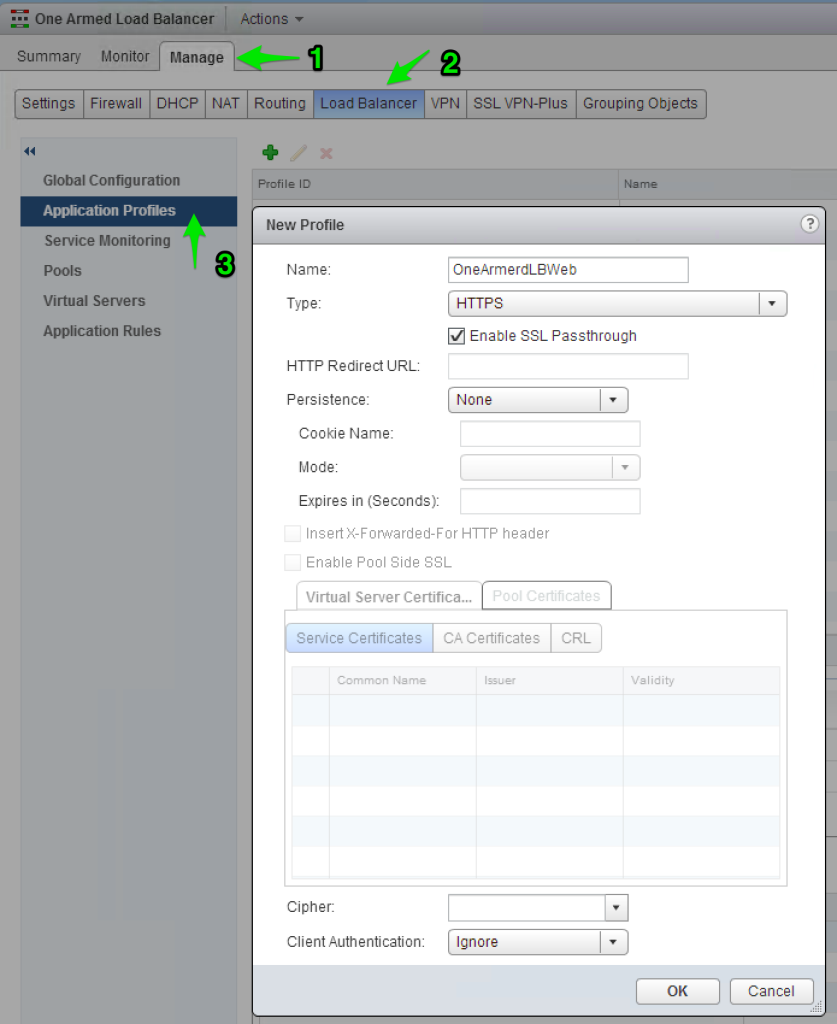 One Armed Load Balancer Actions
Summary Monitor Manage 1
2
Settings Firewall DHCP NAT Routing Load Balancer VPN SSL VPN-Plus Grouping Objects
Global Configuration
Application Profiles
3
Service Monitoring
Pools
Virtual Servers
Application Rules
Profile ID Name
New Profile ?
Name: OneArmerdLBWeb
Type: HTTPS
Enable SSL Passthrough
HTTP Redirect URL:
Persistence: None
Cookie Name:
Mode:
Expires in (Seconds):
Insert X-Forwarded-For HTTP header
Enable Pool Side SSL
Virtual Server Certifica... Pool Certificates
Service Certificates CA Certificates CRL
Common Name Issuer Validity
Cipher:
Client Authentication: Ignore
OK Cancel